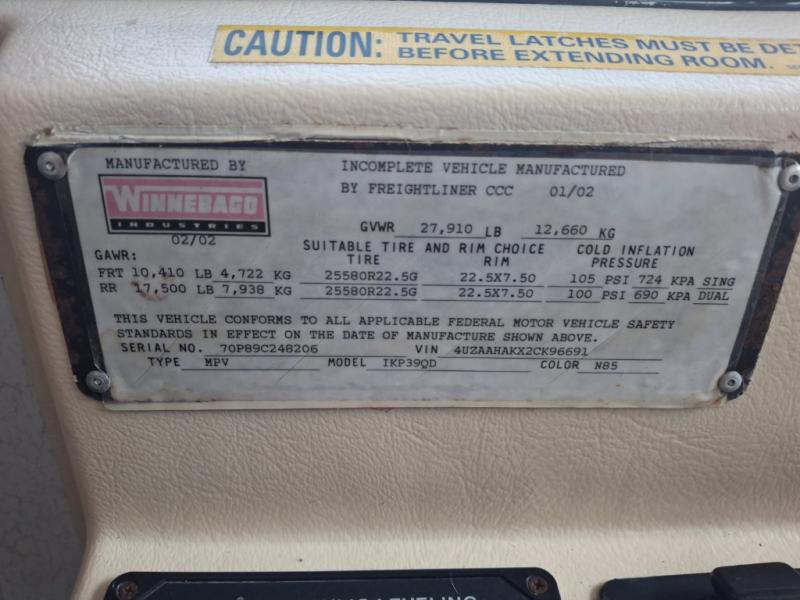 CAUTION: TRAVEL LATCHES MUST BE
BEFORE EXTENDING ROOM.
MANUFACTURED BY
WINNEBAGO
INDUSTRIES
02/02
INCOMPLETE VEHICLE MANUFACTURED
BY FREIGHTLINER CCC 01/02
GVWR 27,910 LB 12,660 KG
GAWR: SUITABLE TIRE AND RIM CHOICE COLD INFLATION
TIRE RIM PRESSURE
FRT 10,410 LB 4,722 KG 25580R22.5G 22.5X7.50 105 PSI 724 KPA SING
RR 17,500 LB 7,938 KG 25580R22.5G 22.5X7.50 100 PSI 690 KPA DUAL
THIS VEHICLE CONFORMS TO ALL APPLICABLE FEDERAL MOTOR VEHICLE SAFETY
STANDARDS IN EFFECT ON THE DATE OF MANUFACTURE SHOWN ABOVE.
SERIAL NO. 70P89C248206 VIN 4UZAAHAKX2CK96691
TYPE MPV MODEL IKP39QD COLOR N85
LEVELING